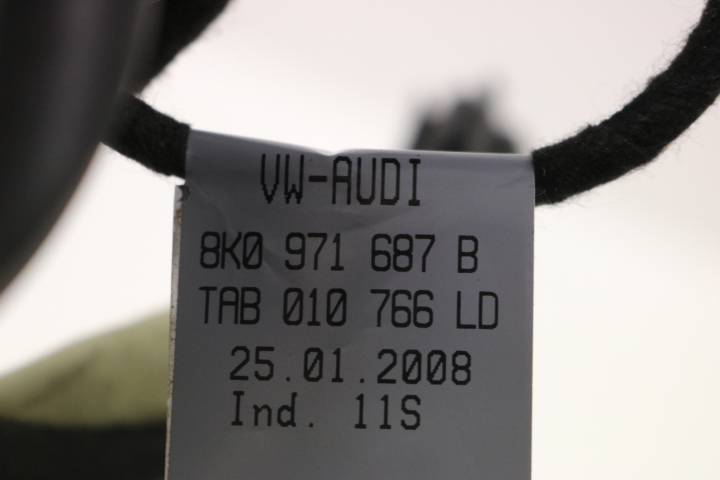 VW-AUDI
8K0 971 687 B
TAB 010 766 LD
25.01.2008
Ind. 11S